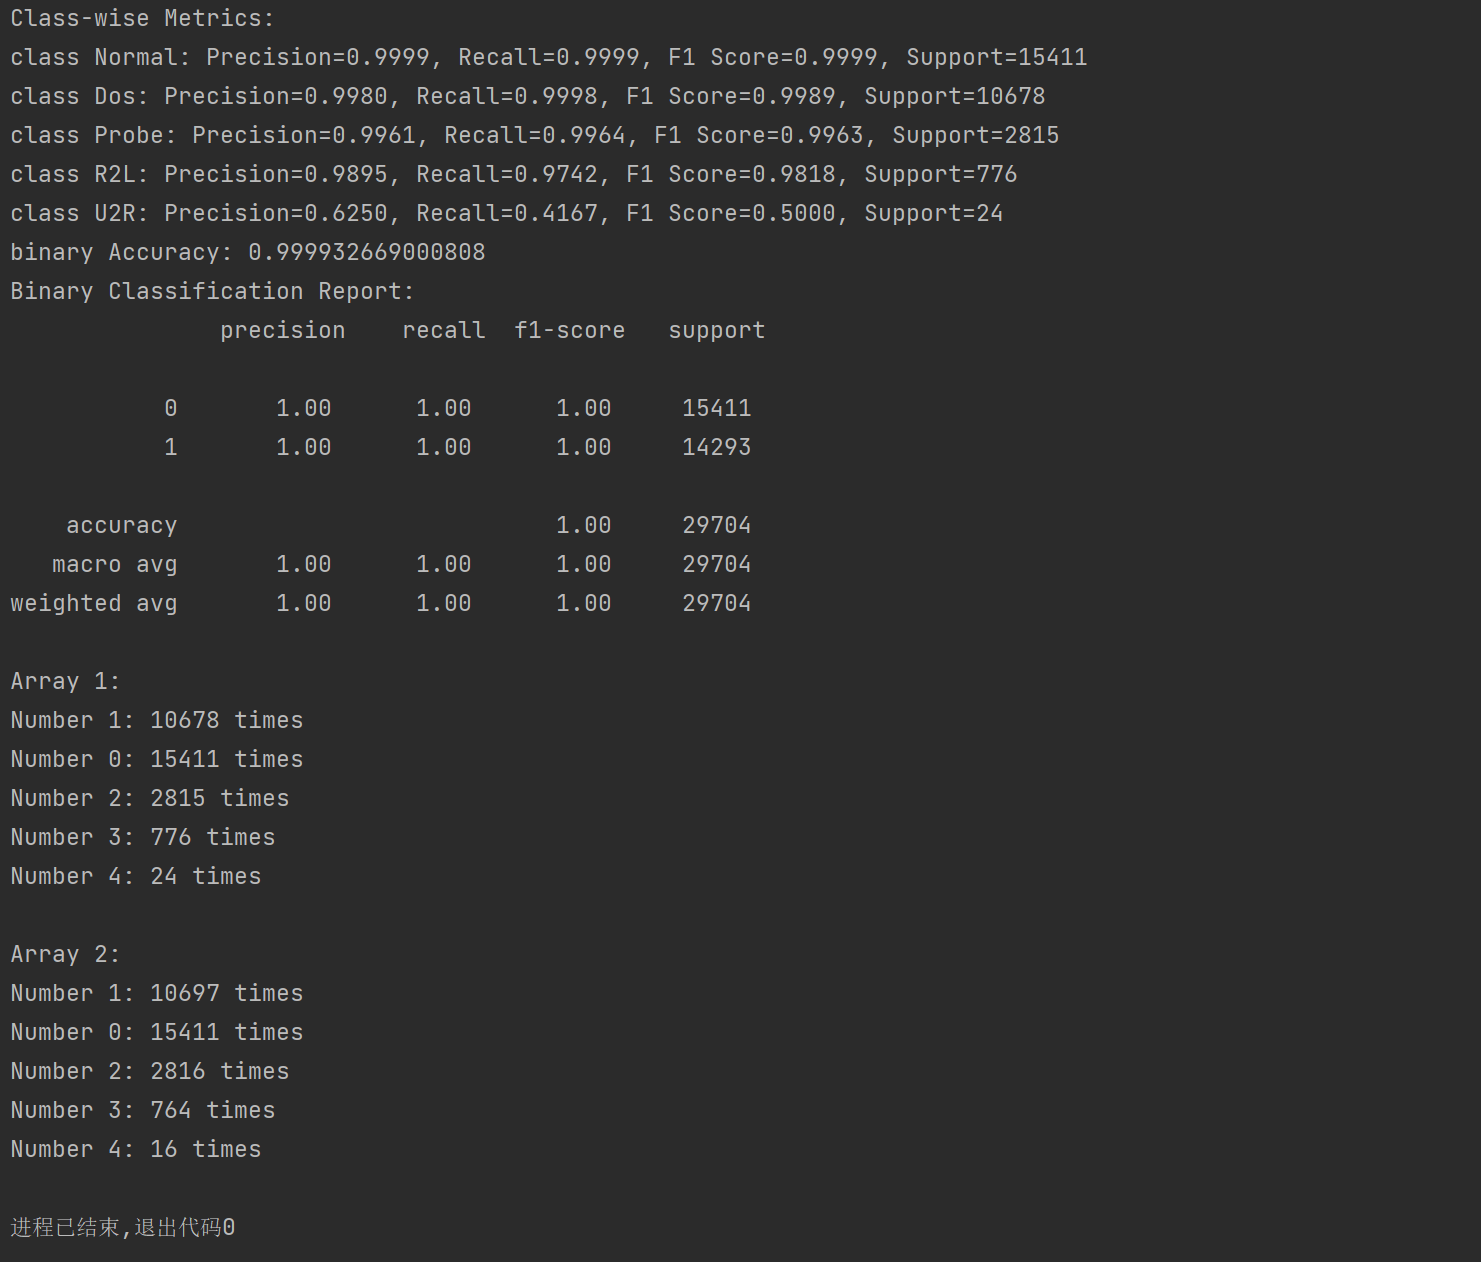 Class-wise Metrics:
class Normal: Precision=0.9999, Recall=0.9999, F1 Score=0.9999, Support=15411
class Dos: Precision=0.9980, Recall=0.9998, F1 Score=0.9989, Support=10678
class Probe: Precision=0.9961, Recall=0.9964, F1 Score=0.9963, Support=2815
class R2L: Precision=0.9895, Recall=0.9742, F1 Score=0.9818, Support=776
class U2R: Precision=0.6250, Recall=0.4167, F1 Score=0.5000, Support=24
binary Accuracy: 0.999932669000808
Binary Classification Report:
precision recall f1-score support
0 1.00 1.00 1.00 15411
1 1.00 1.00 1.00 14293
accuracy 1.00 29704
macro avg 1.00 1.00 1.00 29704
weighted avg 1.00 1.00 1.00 29704
Array 1:
Number 1: 10678 times
Number 0: 15411 times
Number 2: 2815 times
Number 3: 776 times
Number 4: 24 times
Array 2:
Number 1: 10697 times
Number 0: 15411 times
Number 2: 2816 times
Number 3: 764 times
Number 4: 16 times
进程已结束,退出代码0